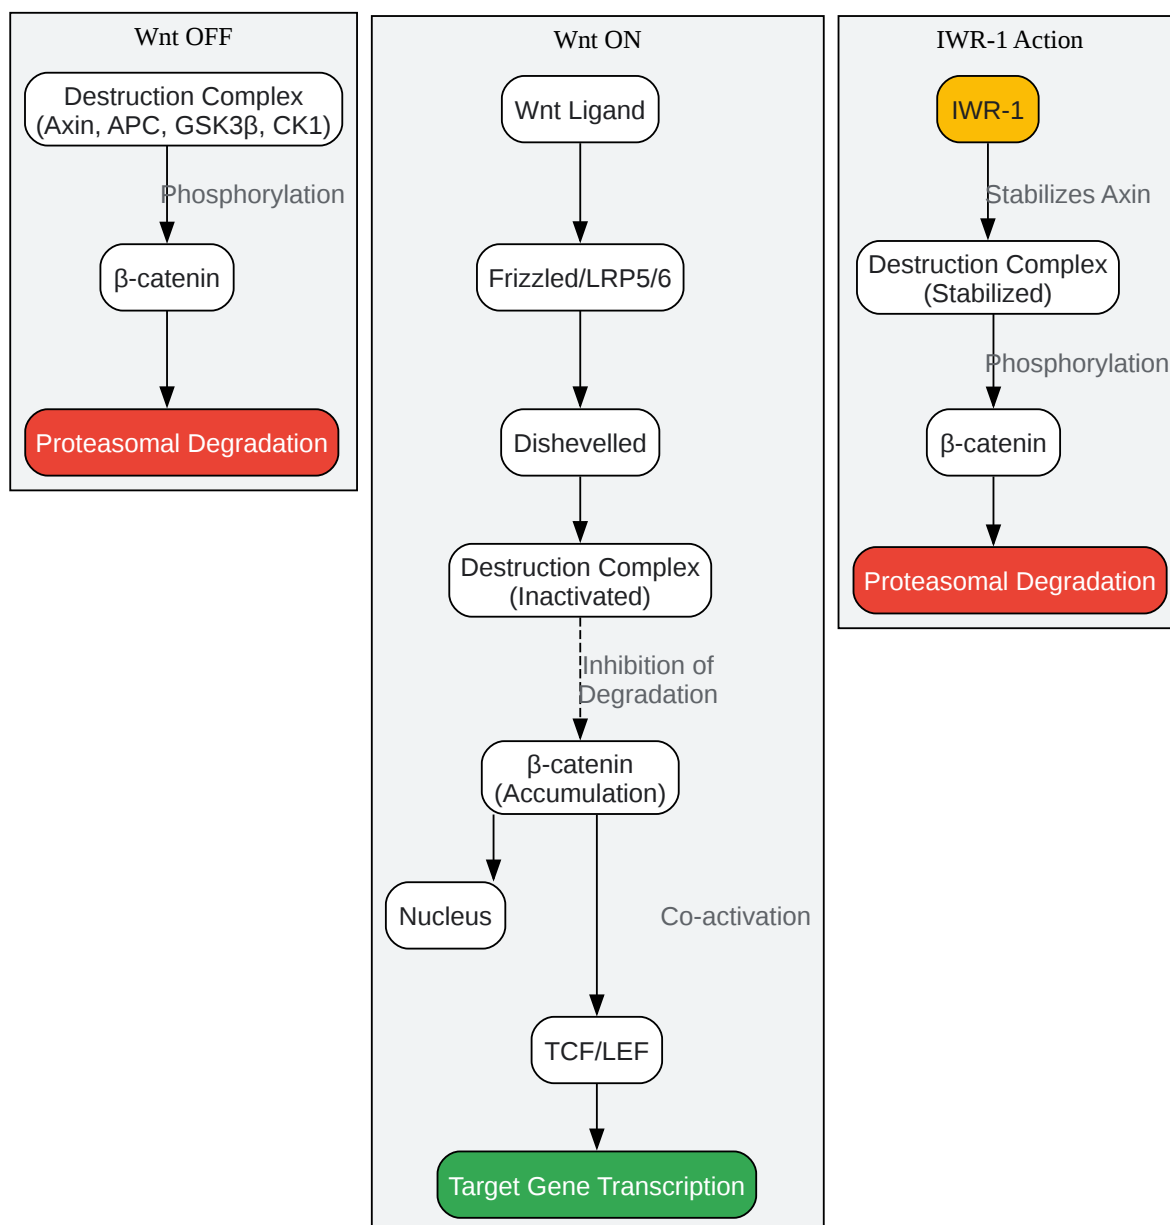 Wnt OFF
Destruction Complex
(Axin, APC, GSK3β, CK1)
Phosphorylation
β-catenin
Proteasomal Degradation
Wnt ON
Wnt Ligand
Frizzled/LRP5/6
Dishevelled
Destruction Complex
(Inactivated)
Inhibition of
Degradation
β-catenin
(Accumulation)
Nucleus
Co-activation
TCF/LEF
Target Gene Transcription
IWR-1 Action
IWR-1
Stabilizes Axin
Destruction Complex
(Stabilized)
Phosphorylation
β-catenin
Proteasomal Degradation